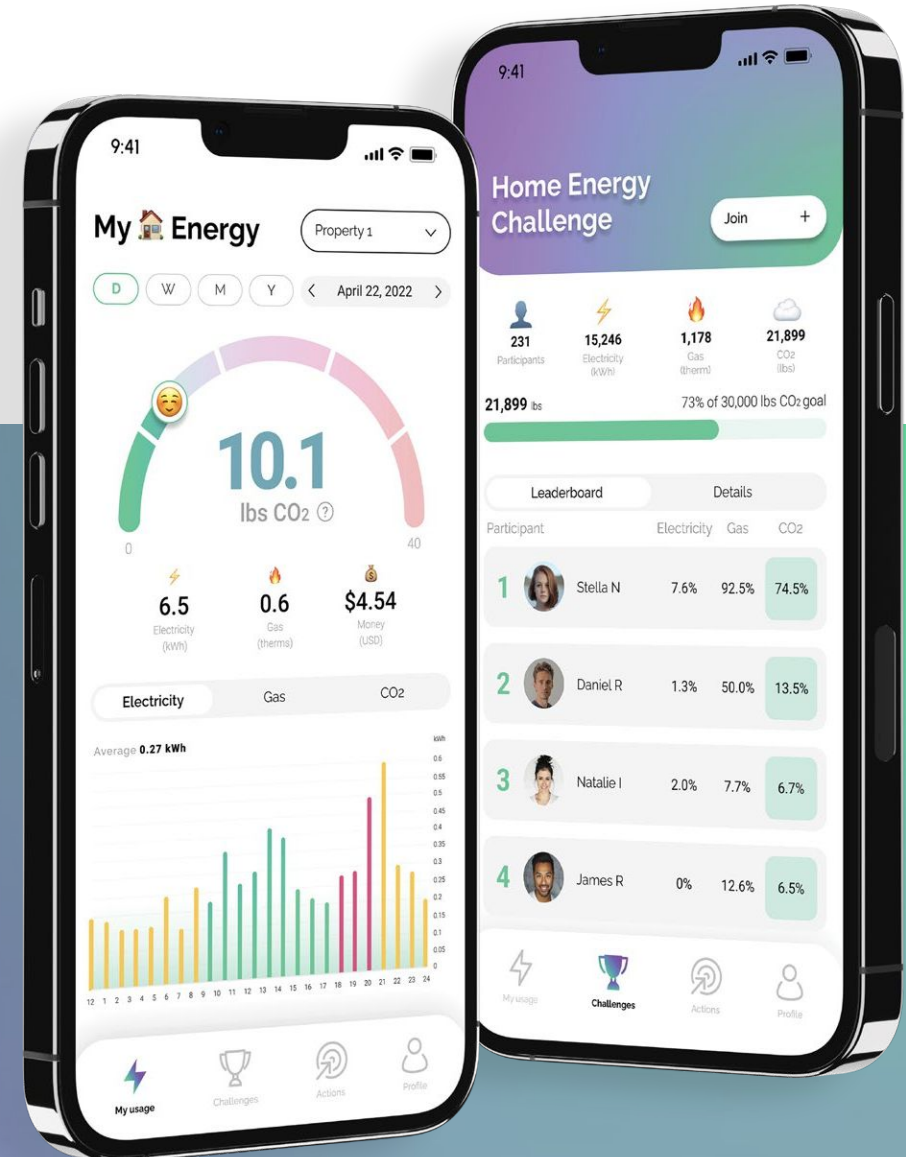 9:41
My Energy
Property 1
D W M Y < April 22, 2022 >
10.1
lbs CO2 ?
0 40
6.5 0.6 $4.54
Electricity Gas Money
(kWh) (therms) (USD)
Electricity Gas CO2
Average 0.27 kWh
kWh
0.6
0.55
0.5
0.45
0.4
0.35
0.3
0.25
0.2
0.15
0.1
0.05
0
12 1 2 3 4 5 6 7 8 9 10 11 12 13 14 15 16 17 18 19 20 21 22 23 24
My usage Challenges Actions Profile
9:41
Home Energy
Challenge
Join +
231 15,246 1,178 21,899
Participants Electricity Gas CO2
(kWh) (therm) (lbs)
21,899 lbs 73% of 30,000 lbs CO2 goal
Leaderboard Details
Participant Electricity Gas CO2
1 Stella N 7.6% 92.5% 74.5%
2 Daniel R 1.3% 50.0% 13.5%
3 Natalie I 2.0% 7.7% 6.7%
4 James R 0% 12.6% 6.5%
My usage Challenges Actions Profile